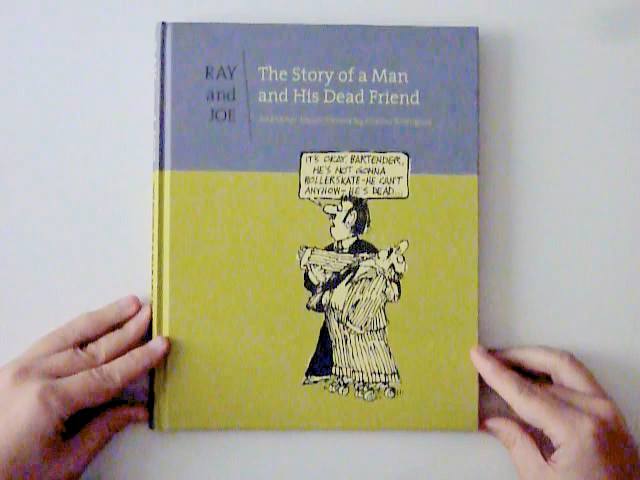 RAY
and
JOE
The Story of a Man
and His Dead Friend
IT'S OKAY, BARTENDER,
HE'S NOT GONNA
ROLLERSKATE-HE CAN'T
ANYHOW-HE'S DEAD...